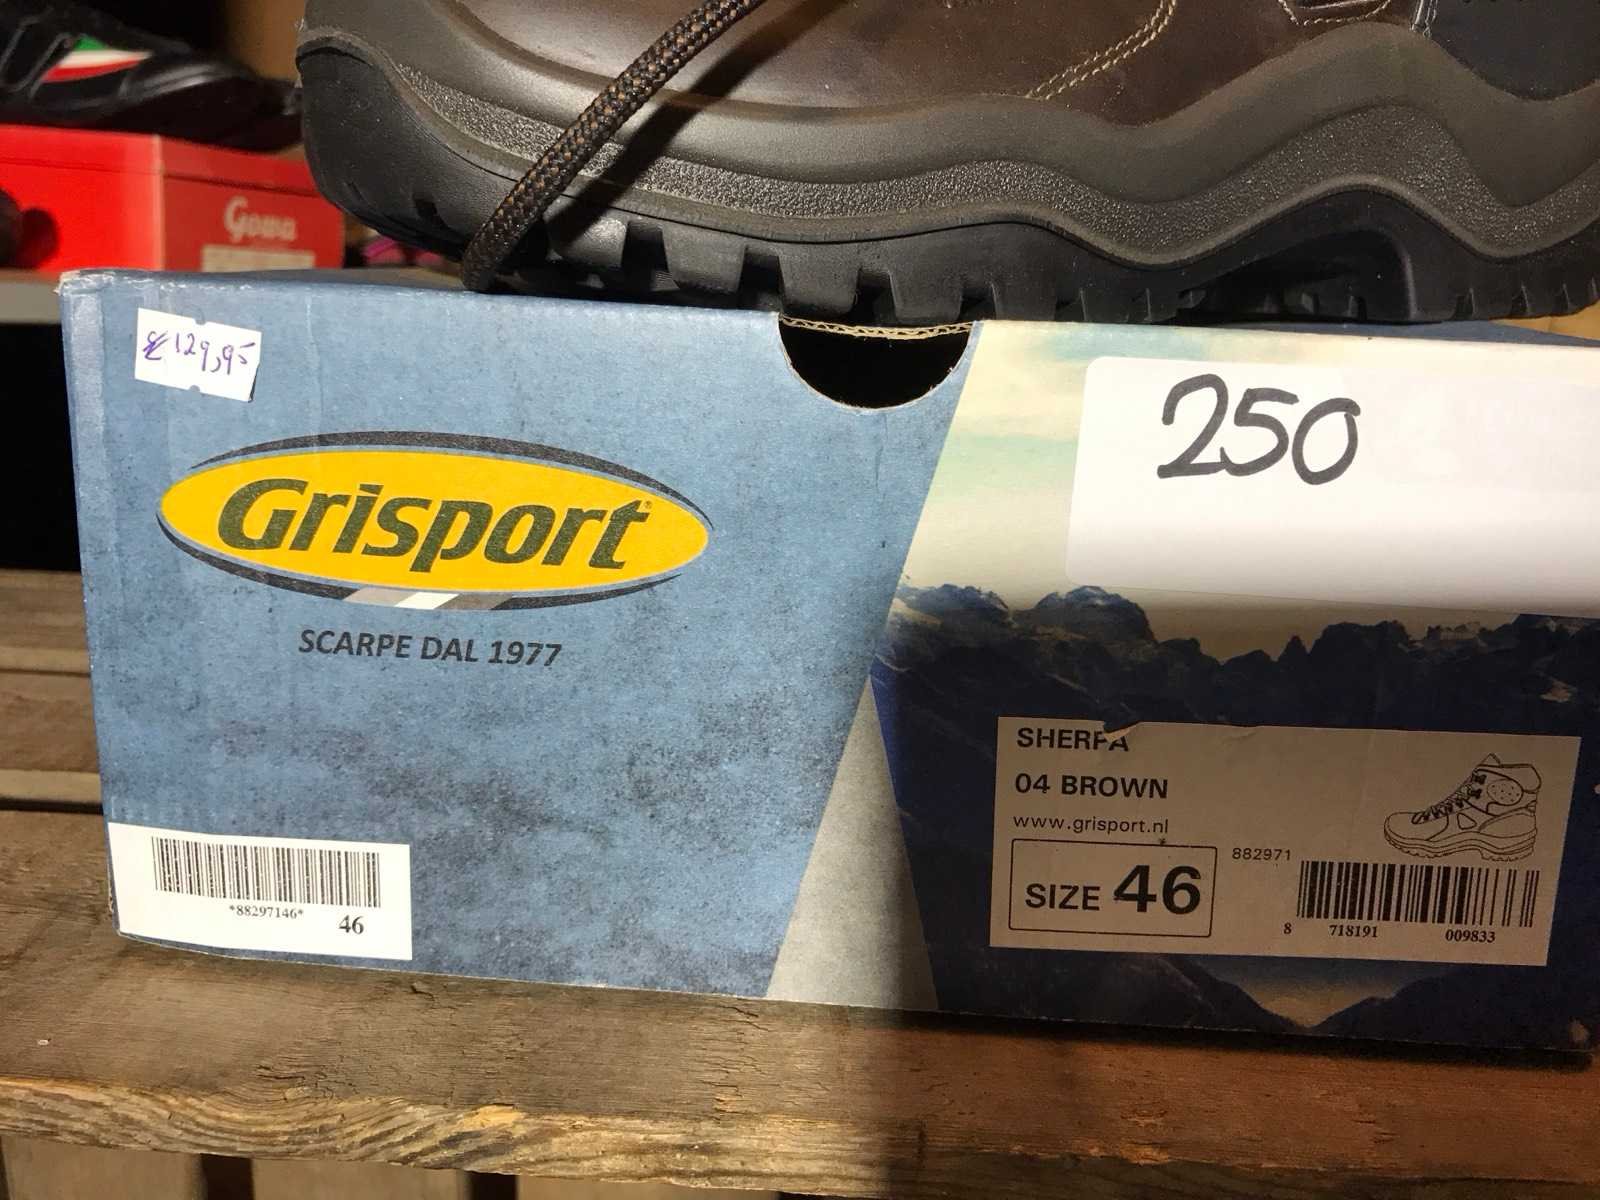 Gowa
€129,95
250
Grisport®
SCARPE DAL 1977
SHERPA
04 BROWN
www.grisport.nl
882971
SIZE 46
8 718191 009833
*88297146*
46